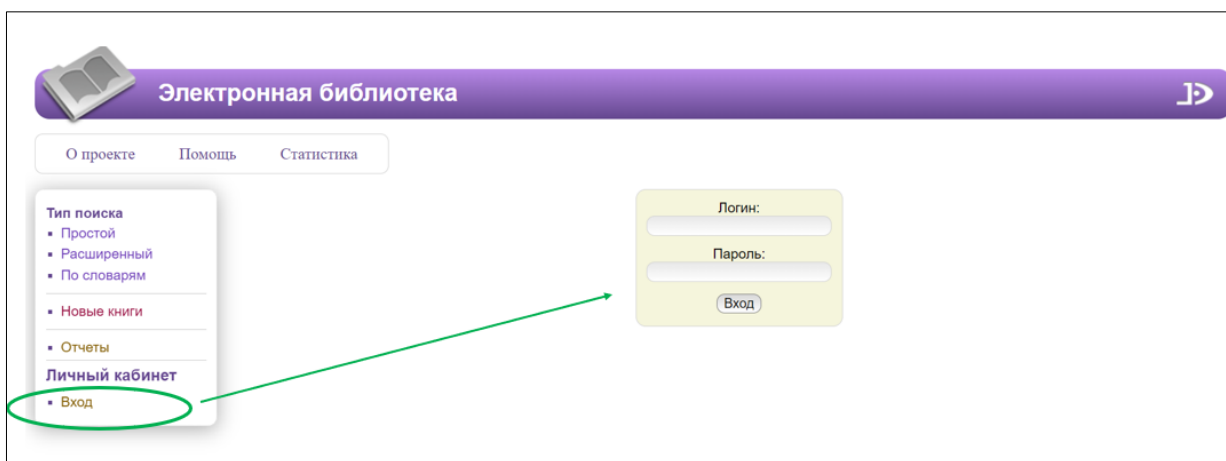 Электронная библиотека
О проекте Помощь Статистика
Тип поиска
Простой
Расширенный
По словарям
Новые книги
Отчеты
Личный кабинет
Вход
Логин:
Пароль:
Вход